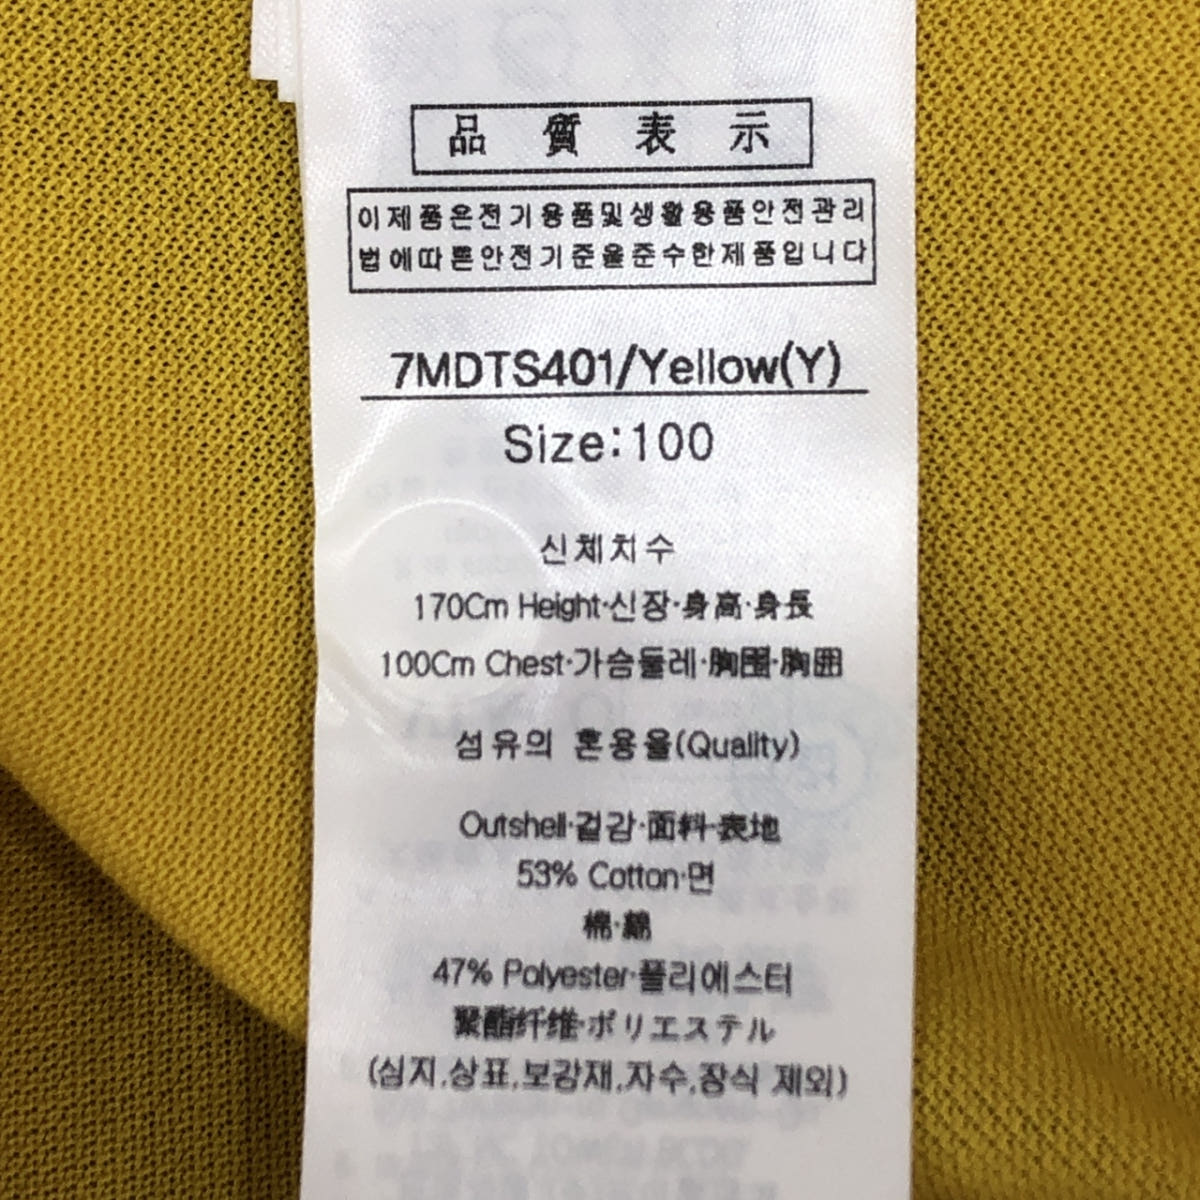 品 質 表 示
이제품은전기용품및생활용품안전관리
법에따른안전기준을준수한제품입니다
7MDTS401/Yellow(Y)
Size:100
신체치수
170Cm Height·신장·身高·身長
100Cm Chest·가슴둘레·胸围·胸囲
섬유의 혼용율(Quality)
Outshell·겉감·面料·表地
53% Cotton·면
棉·綿
47% Polyester·폴리에스터
聚酯纤维·ポリエステル
(심지,상표,보강재,자수,장식 제외)